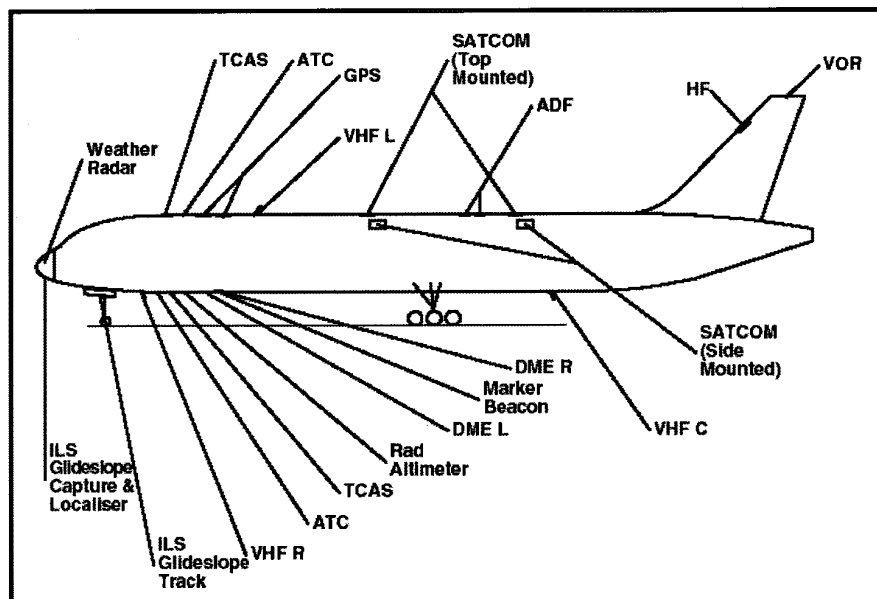 SATCOM
(Top
Mounted)
TCAS
ATC
GPS
VOR
HF
ADF
VHF L
Weather
Radar
SATCOM
(Side
Mounted)
DME R
Marker
Beacon
DME L
VHF C
Rad
Altimeter
ILS
Glideslope
Capture &
Localiser
TCAS
ATC
ILS
Glideslope
Track
VHF R